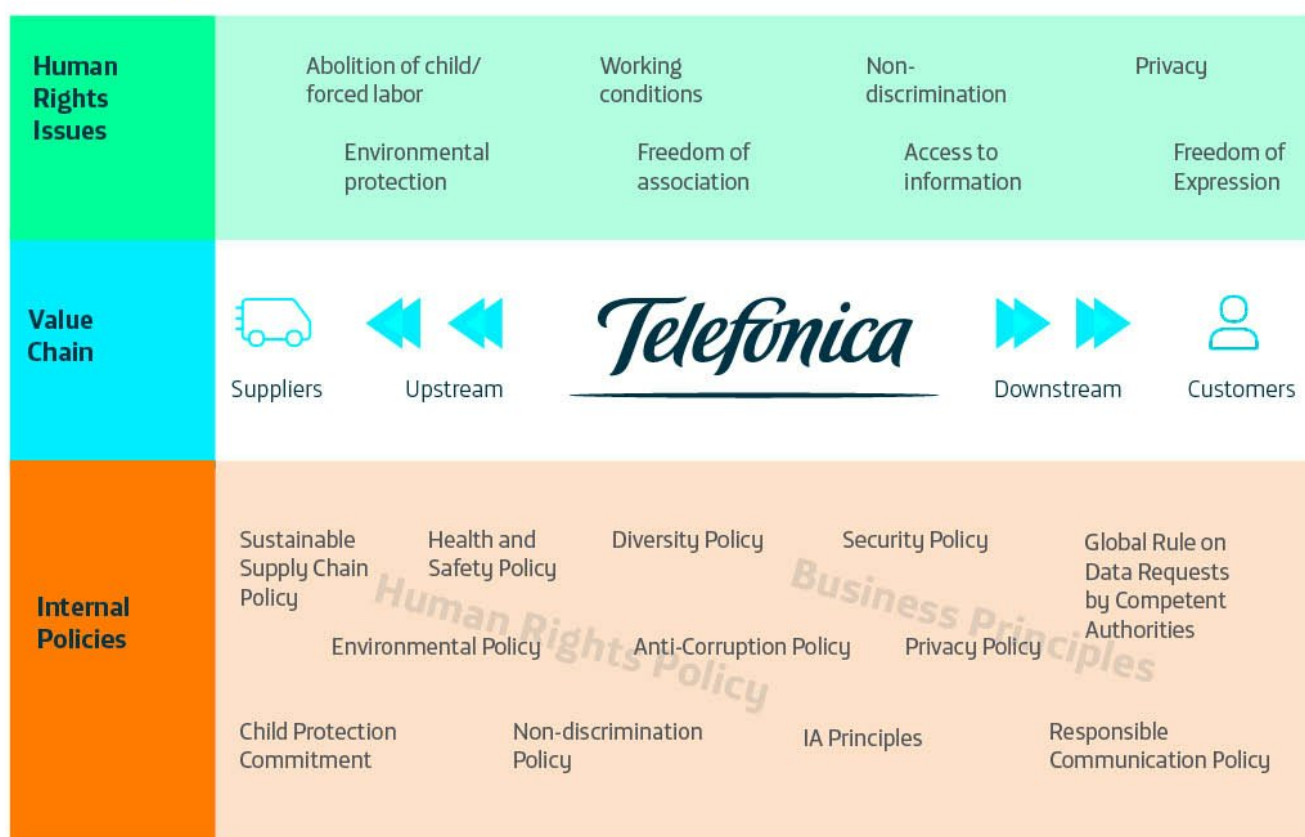 Human
Rights
Issues
Abolition of child/
forced labor
Working
conditions
Non-
discrimination
Privacy
Environmental
protection
Freedom of
association
Access to
information
Freedom of
Expression
Value
Chain
Suppliers
Upstream
Telefónica
Downstream
Customers
Internal
Policies
Sustainable
Supply Chain
Policy
Health and
Safety Policy
Diversity Policy
Security Policy
Global Rule on
Data Requests
by Competent
Authorities
Human Rights Policy
Business Principles
Environmental Policy
Anti-Corruption Policy
Privacy Policy
Child Protection
Commitment
Non-discrimination
Policy
IA Principles
Responsible
Communication Policy